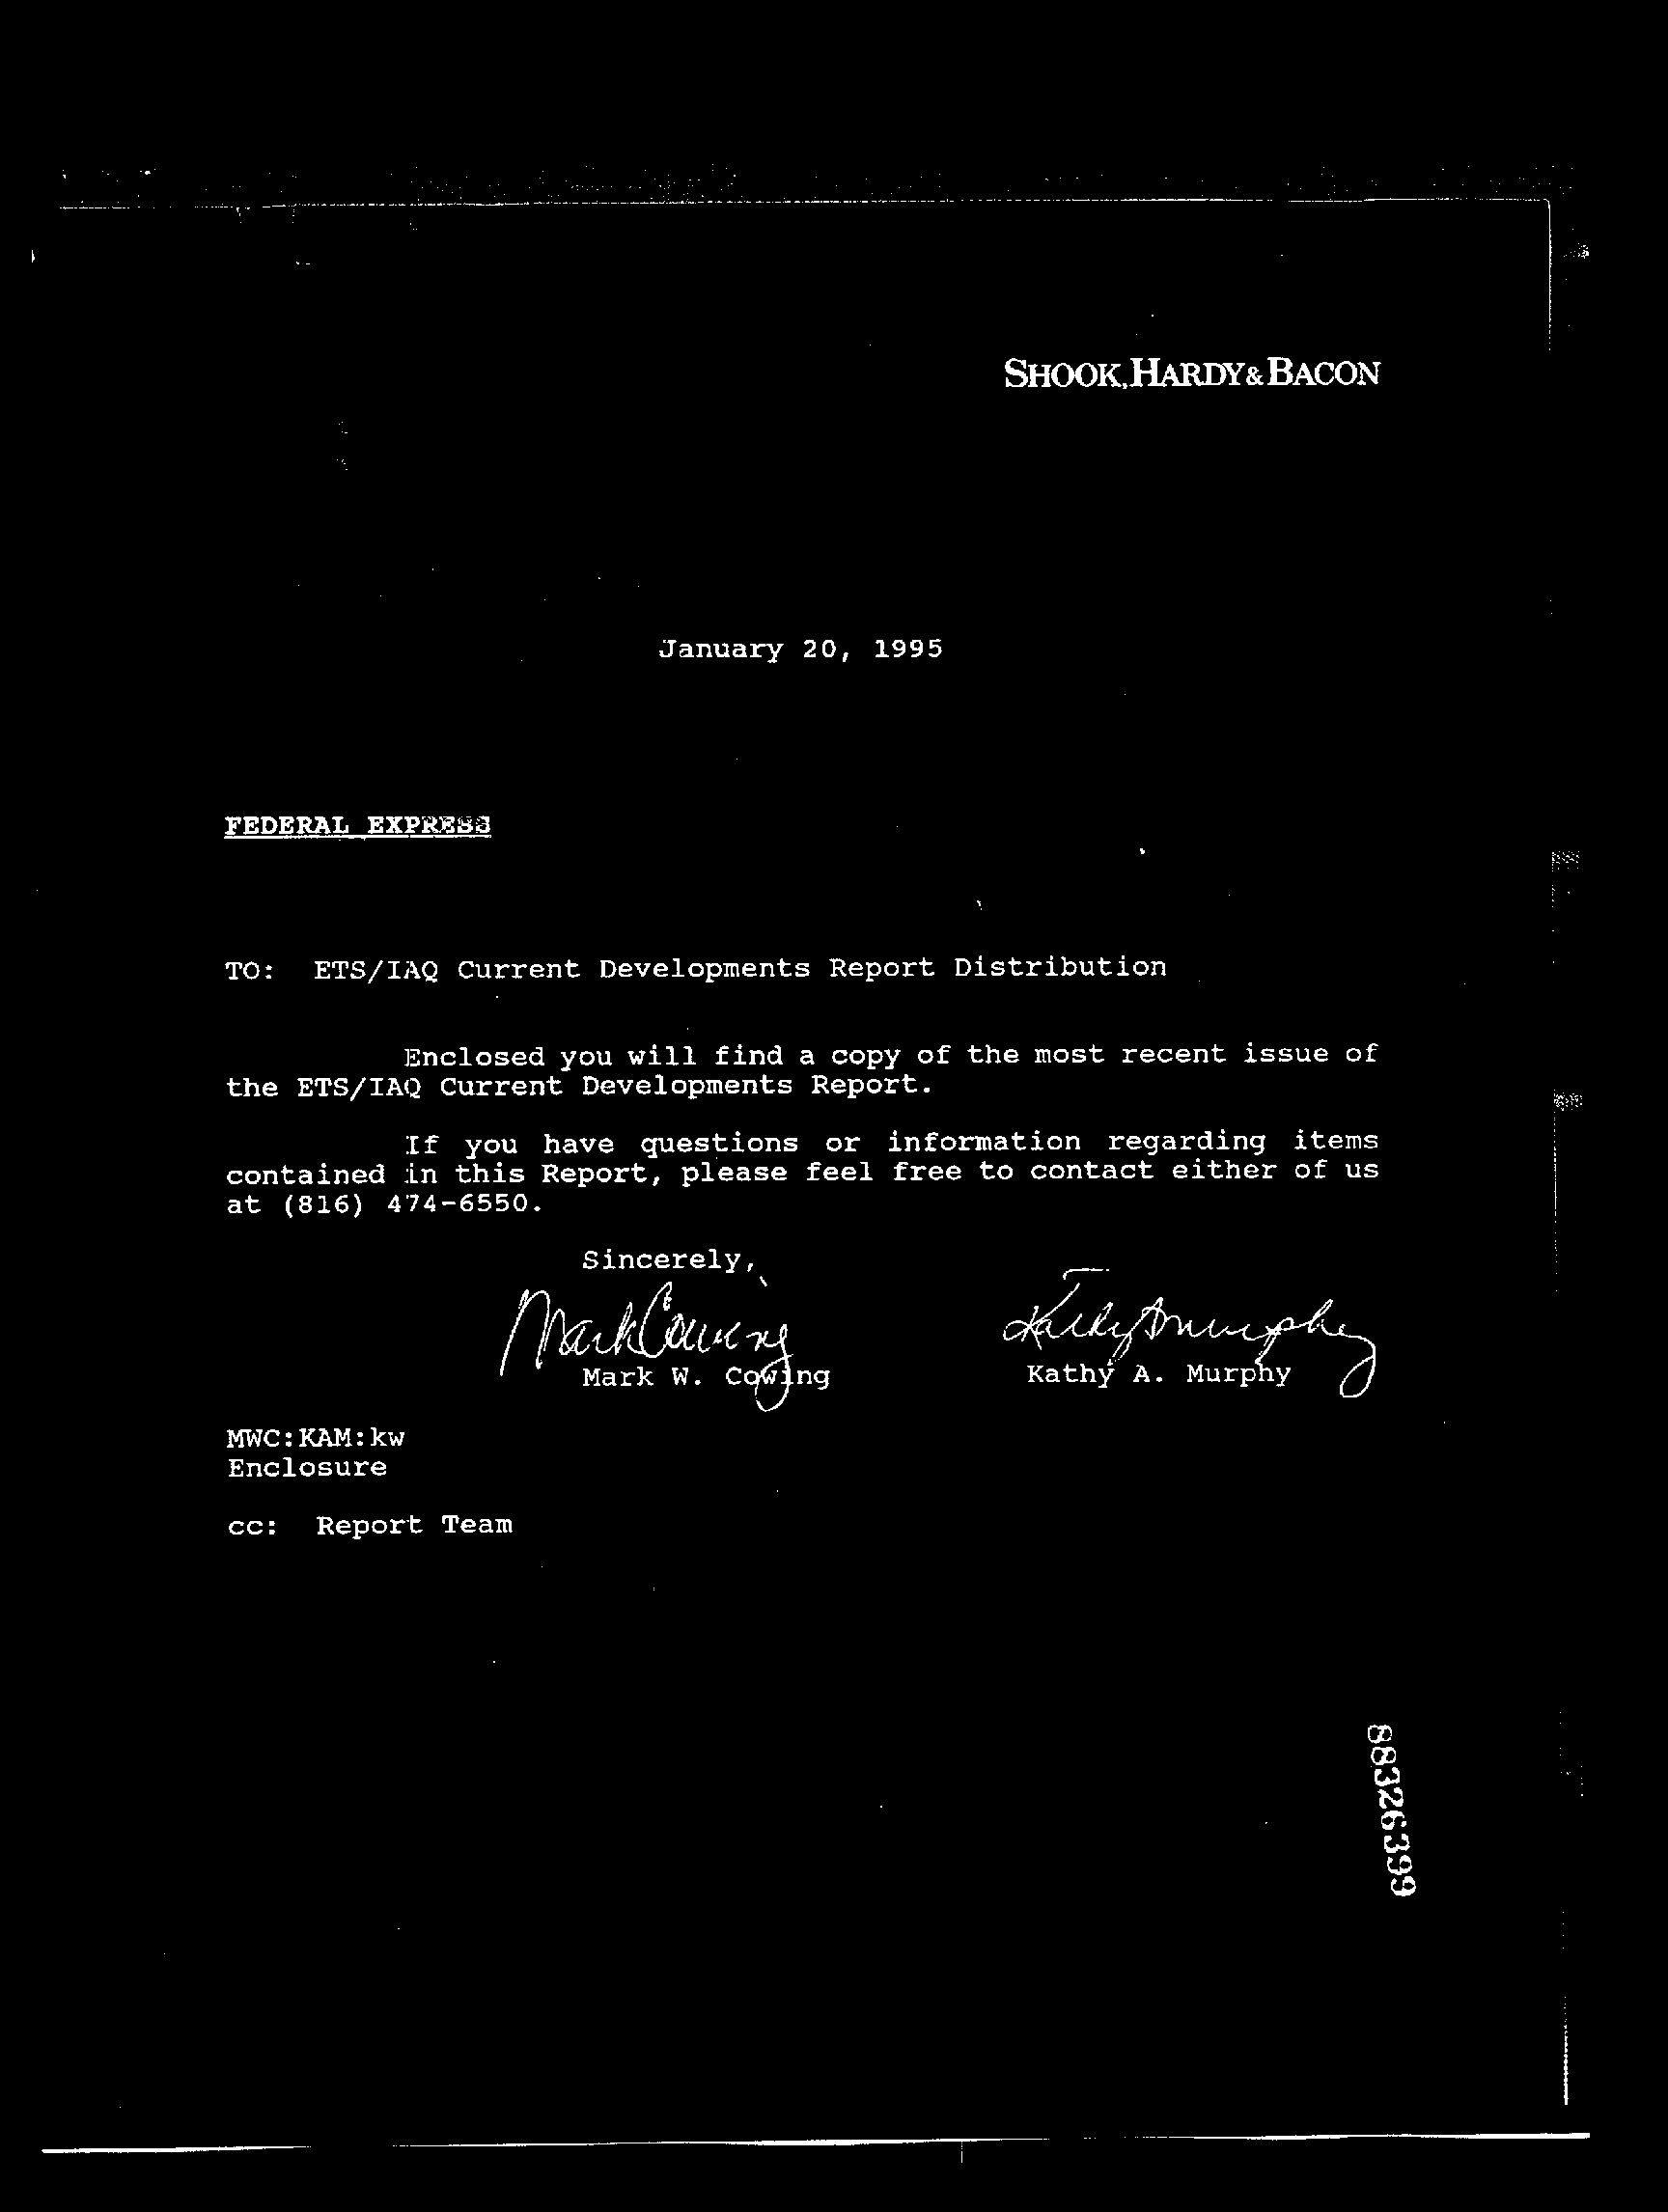 SHOOK, HARDY & BACON
January 20, 1995
FEDERAL EXPRESS
TO: ETS/IAQ Current Developments Report Distribution
Enclosed you will find a copy of the most recent issue of
the ETS/IAQ Current Developments Report.
If you have questions or information regarding items
contained in this Report, please feel free to contact either of us
at (816) 474-6550.
Sincerely,
Mark Cowing
Kathy A Murphy
Mark W. Cowing
Kathy A. Murphy
MWC:KAM:kw
Enclosure
cc: Report Team
88326399